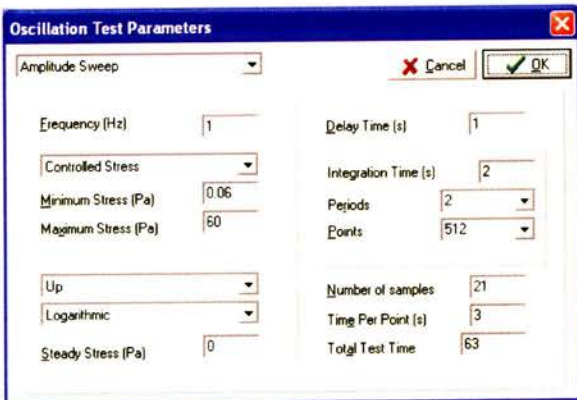 Oscillation Test Parameters
Amplitude Sweep
Cancel
OK
Frequency (Hz) 1
Delay Time (s) 1
Controlled Stress
Integration Time (s) 2
Minimum Stress (Pa) 0.06
Periods 2
Maximum Stress (Pa) 60
Points 512
Up
Number of samples 21
Logarithmic
Time Per Point (s) 3
Steady Stress (Pa) 0
Total Test Time 63